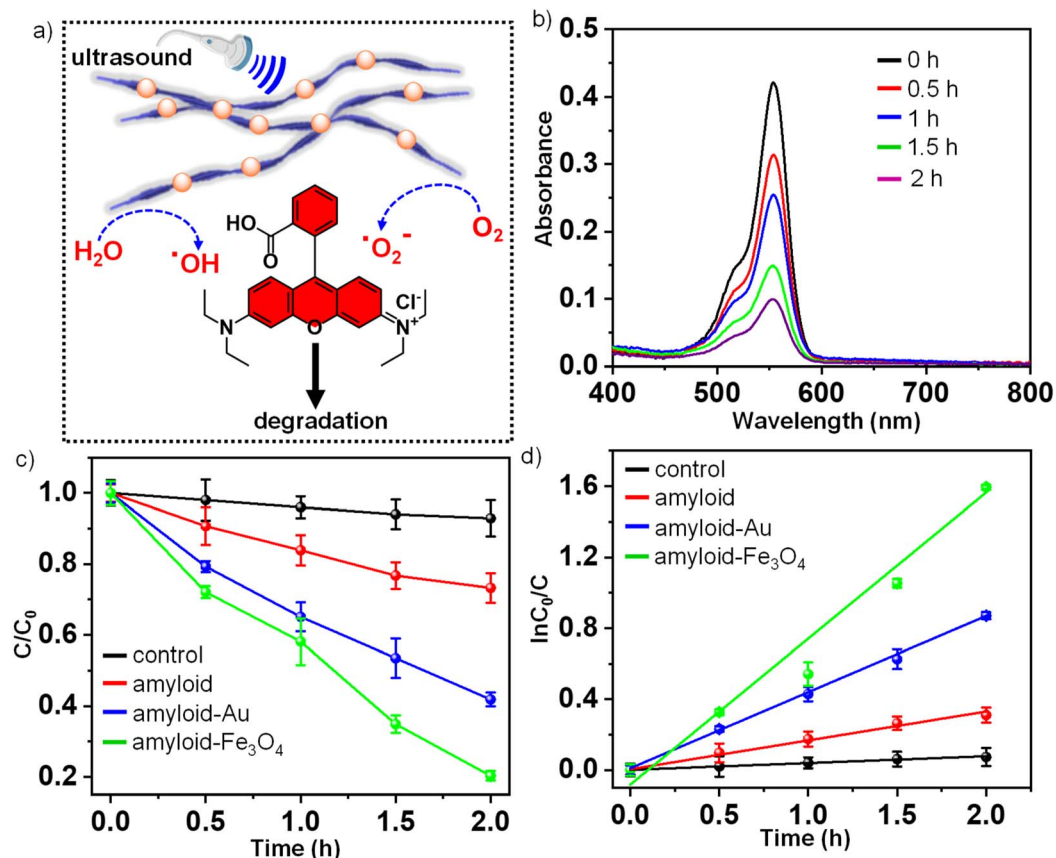 a)
ultrasound
H₂O
·OH
HO
O
·O₂⁻
O₂
N
O
N⁺
Cl⁻
degradation
b)
0 h
0.5 h
1 h
1.5 h
2 h
Absorbance
0.5
0.4
0.3
0.2
0.1
0.0
400 500 600 700 800
Wavelength (nm)
c)
C/C₀
1.0
0.8
0.6
0.4
0.2
control
amyloid
amyloid-Au
amyloid-Fe₃O₄
0.0 0.5 1.0 1.5 2.0
Time (h)
d)
control
amyloid
amyloid-Au
amyloid-Fe₃O₄
lnC₀/C
1.6
1.2
0.8
0.4
0.0
0.0 0.5 1.0 1.5 2.0
Time (h)